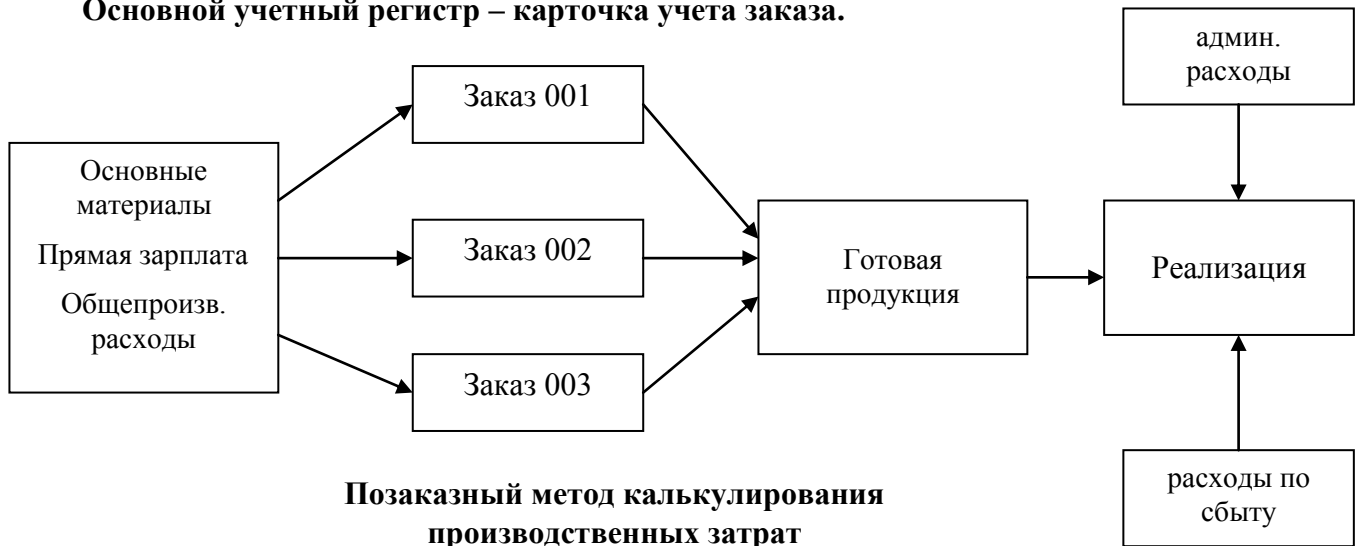 Основной учетный регистр – карточка учета заказа.
админ.
расходы
Заказ 001
Основные
материалы
Прямая зарплата
Общепроизв.
расходы
Заказ 002
Готовая
продукция
Реализация
Заказ 003
расходы по
сбыту
Позаказный метод калькулирования
производственных затрат